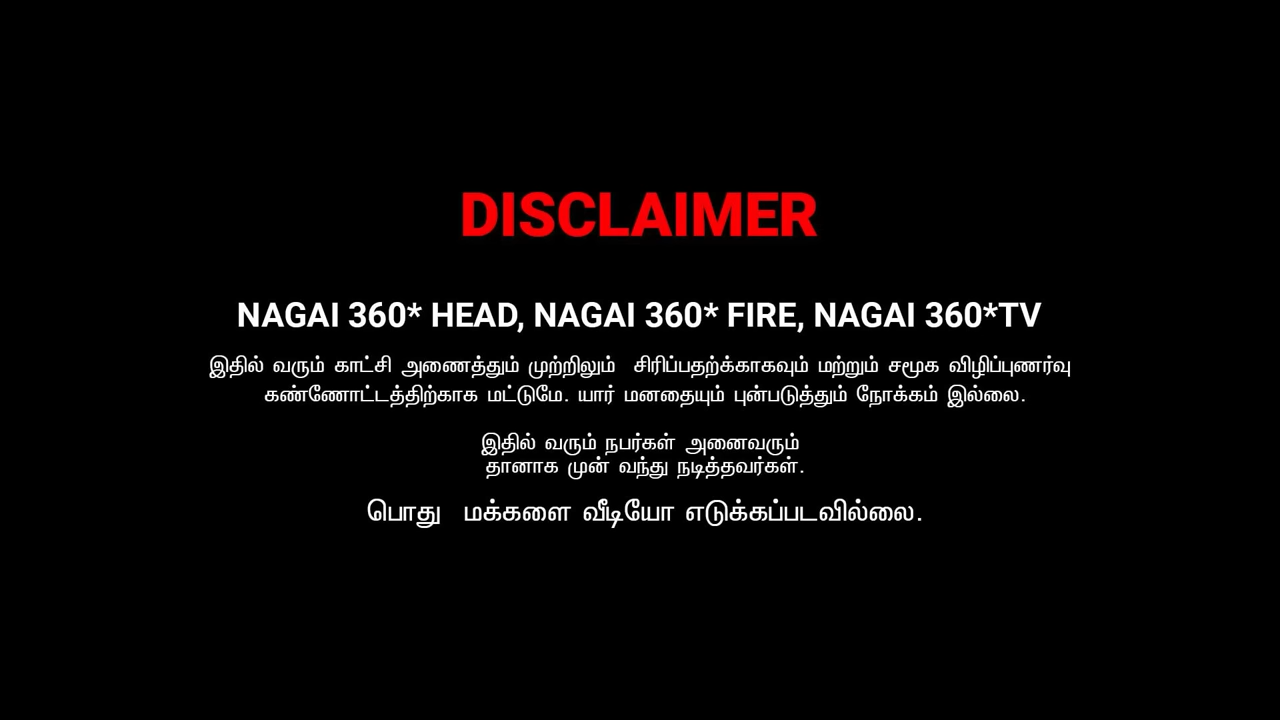 DISCLAIMER
NAGAI 360* HEAD, NAGAI 360* FIRE, NAGAI 360*TV
இதில் வரும் காட்சி அணைத்தும் முற்றிலும் சிரிப்பதற்க்காகவும் மற்றும் சமூக விழிப்புணர்வு
கண்ணோட்டத்திற்காக மட்டுமே. யார் மனதையும் புன்படுத்தும் நோக்கம் இல்லை.
இதில் வரும் நபர்கள் அனைவரும்
தானாக முன் வந்து நடித்தவர்கள்.
பொது மக்களை வீடியோ எடுக்கப்படவில்லை.